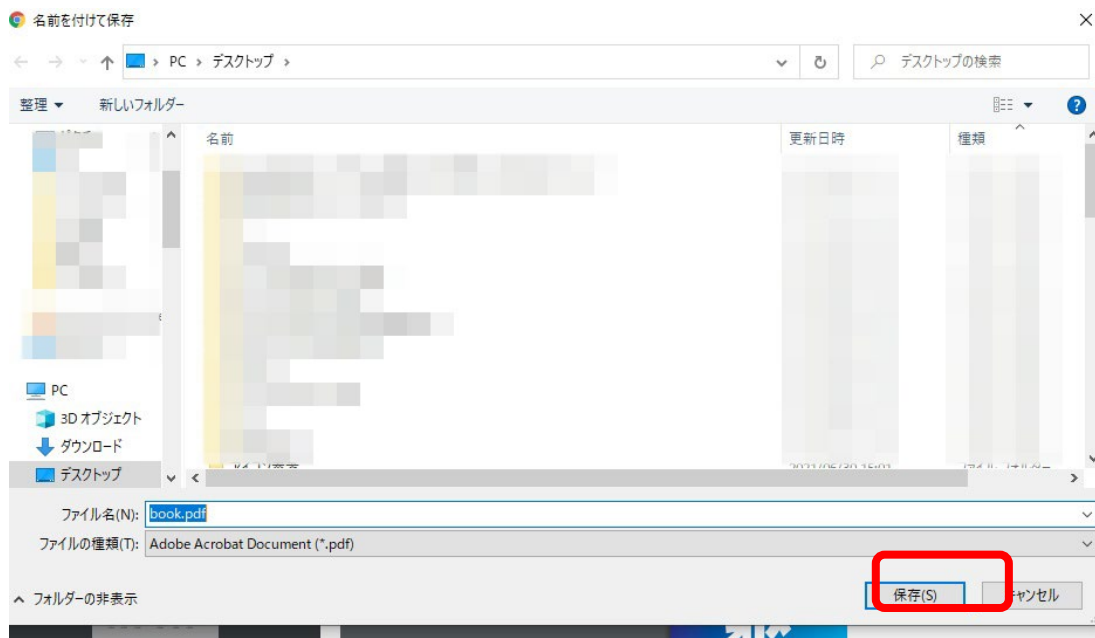 名前を付けて保存
PC › デスクトップ ›
デスクトップの検索
整理
新しいフォルダー
名前
更新日時
種類
PC
3D オブジェクト
ダウンロード
デスクトップ
ファイル名(N): book.pdf
ファイルの種類(T): Adobe Acrobat Document (*.pdf)
フォルダーの非表示
保存(S)
キャンセル